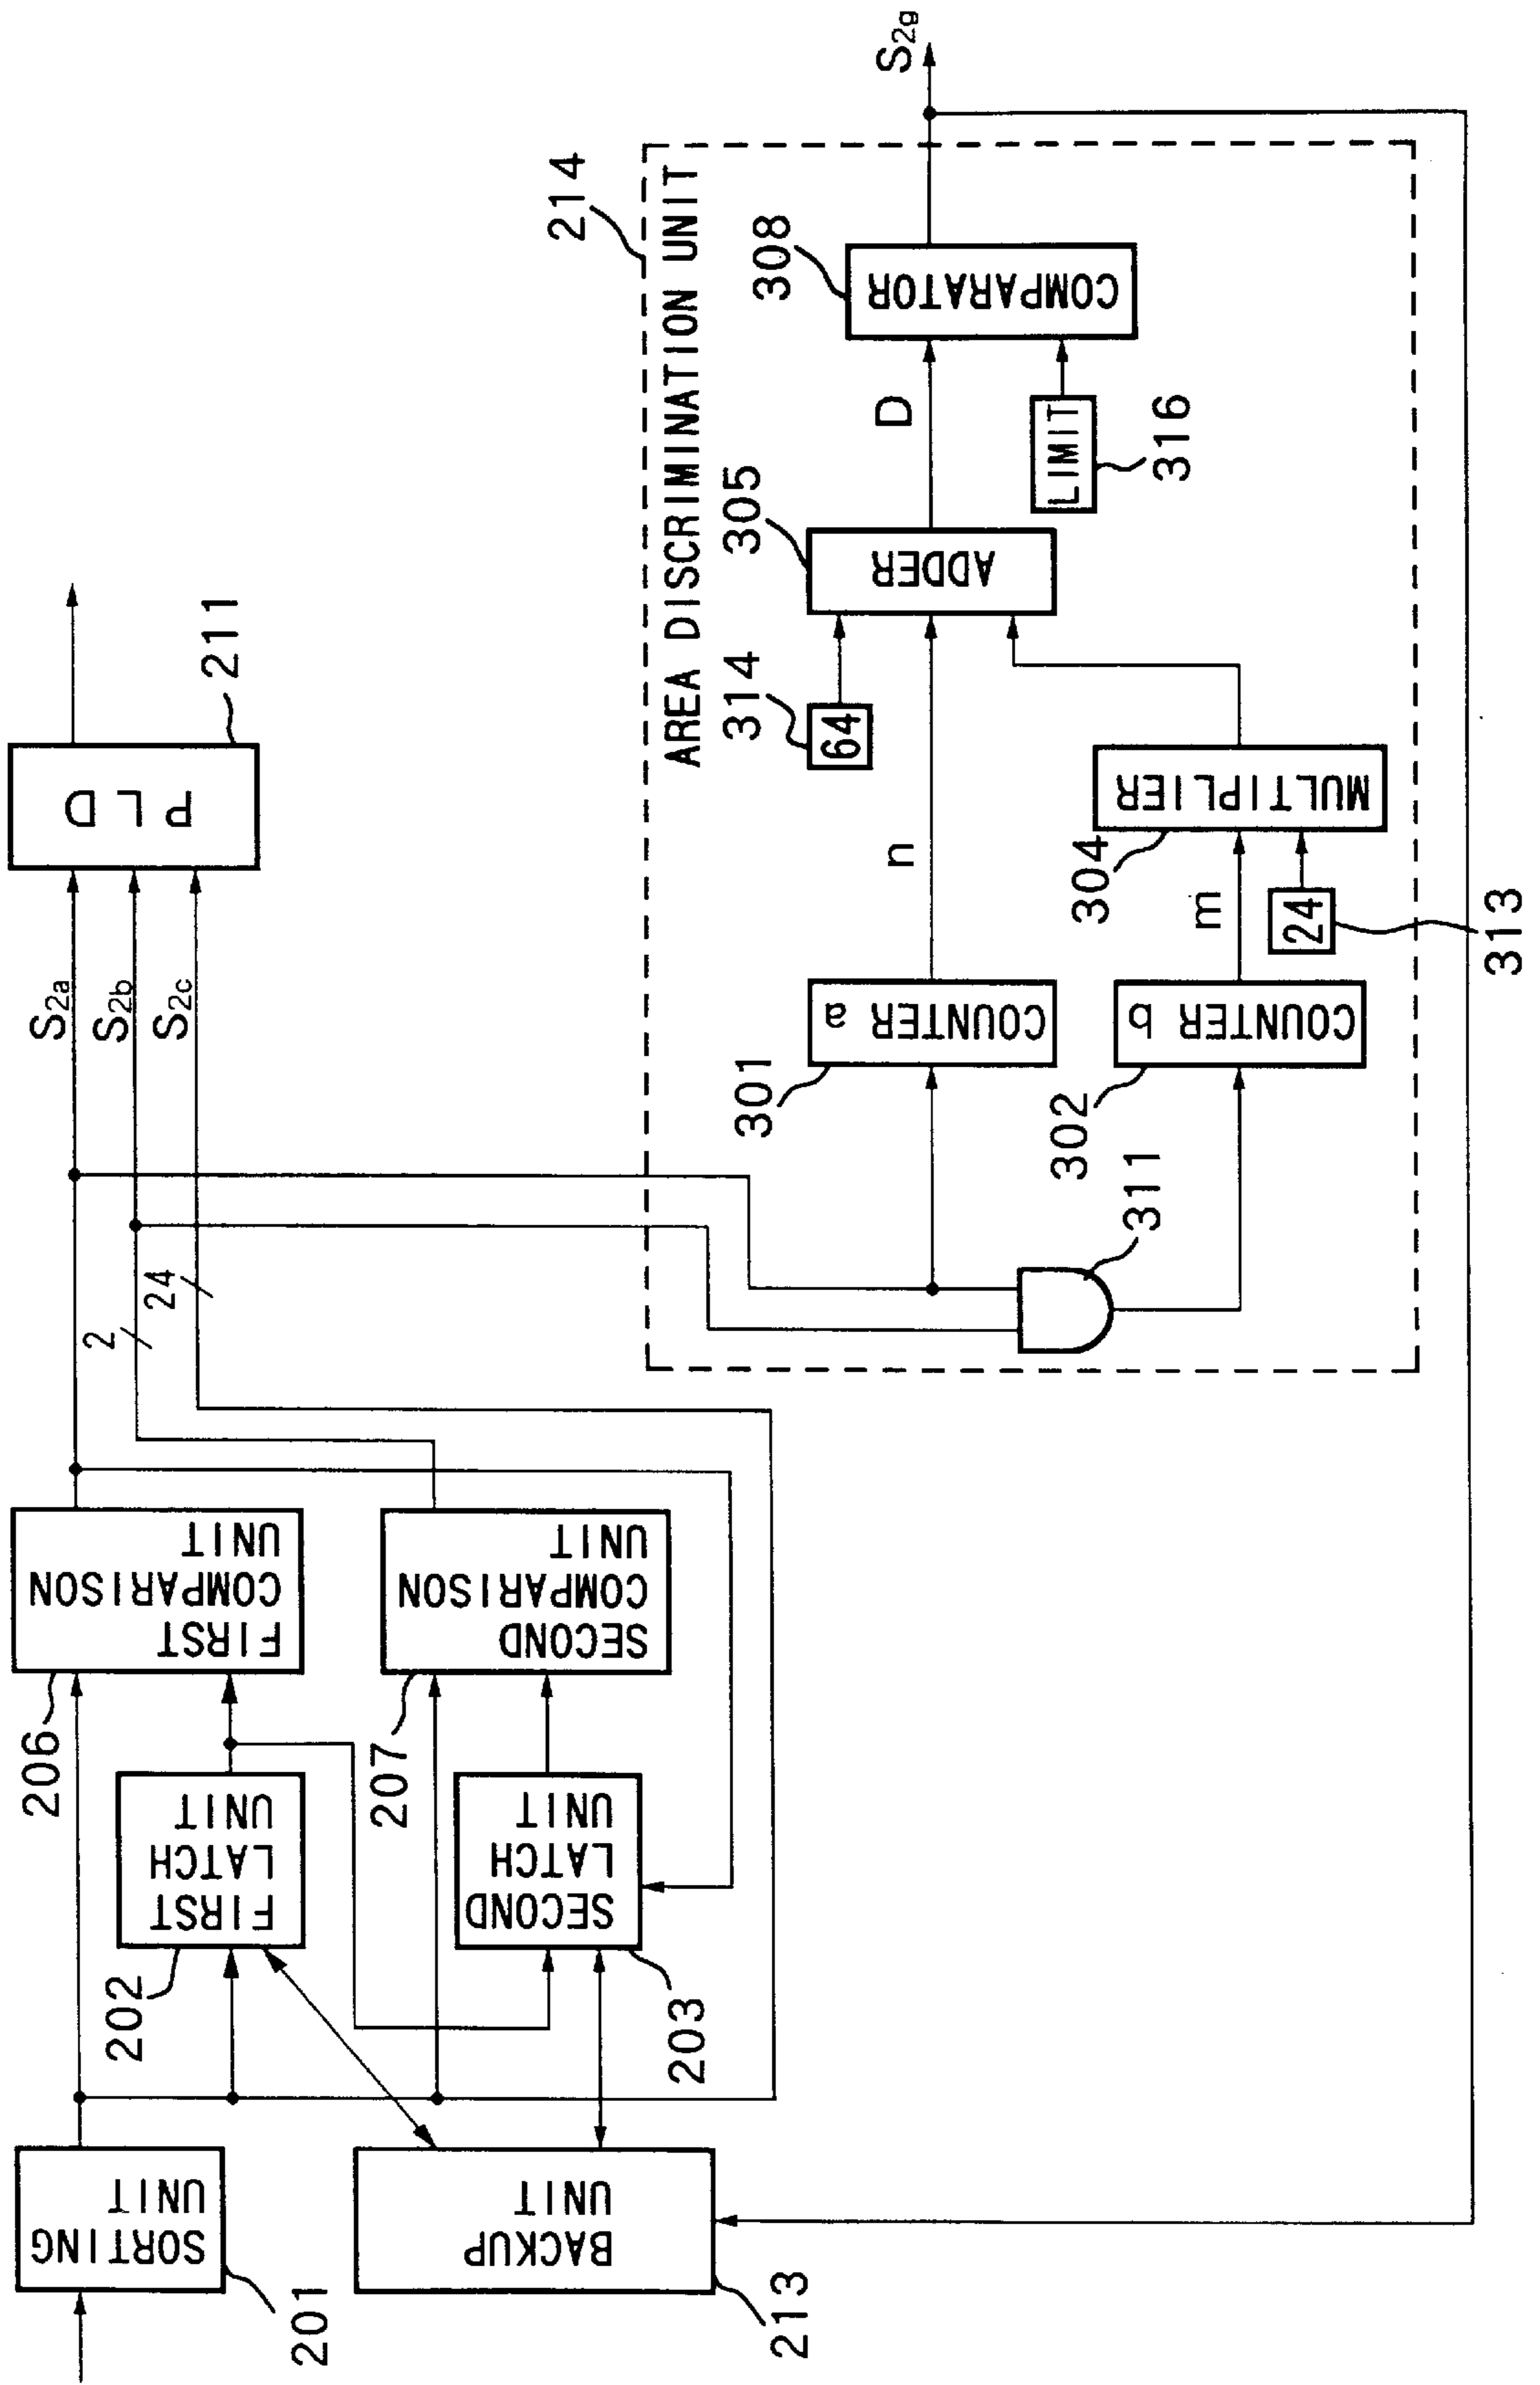 SORTING
UNIT
201
FIRST
LATCH
UNIT
202
FIRST
COMPARISON
UNIT
206
SECOND
LATCH
UNIT
203
SECOND
COMPARISON
UNIT
207
BACKUP
UNIT
213
2
24
S2a
S2b
S2c
PLD
211
AREA DISCRIMINATION UNIT
214
311
COUNTER a
301
COUNTER b
302
n
m
24
313
MULTIPLIER
304
64
314
ADDER
305
D
LIMIT
316
COMPARATOR
308
S2g